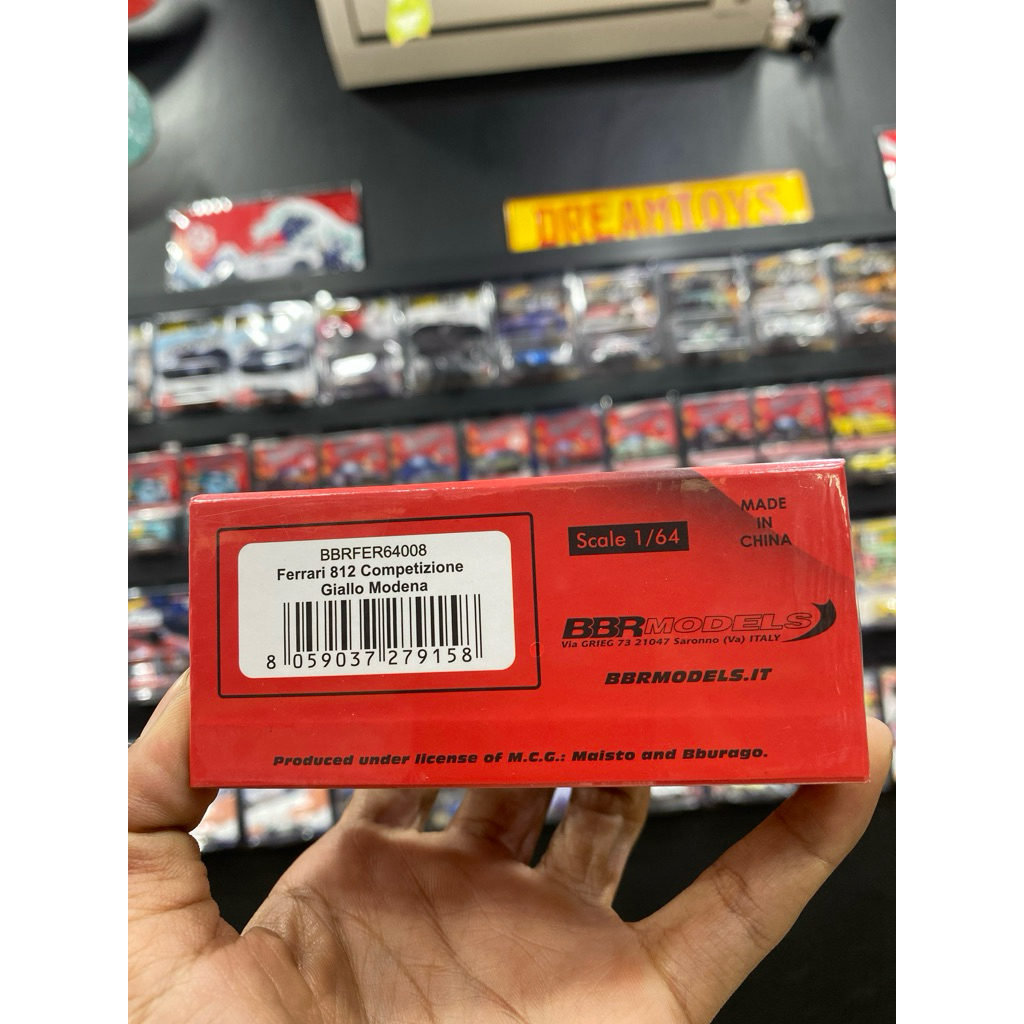 DREAMTOYS
BBRFER64008
Ferrari 812 Competizione
Giallo Modena
8 059037 279158
Scale 1/64
MADE
IN
CHINA
BBRMODELS
Via GRIEG 73 21047 Saronno (Va) ITALY
BBRMODELS.IT
Produced under license of M.C.G.: Maisto and Bburago.